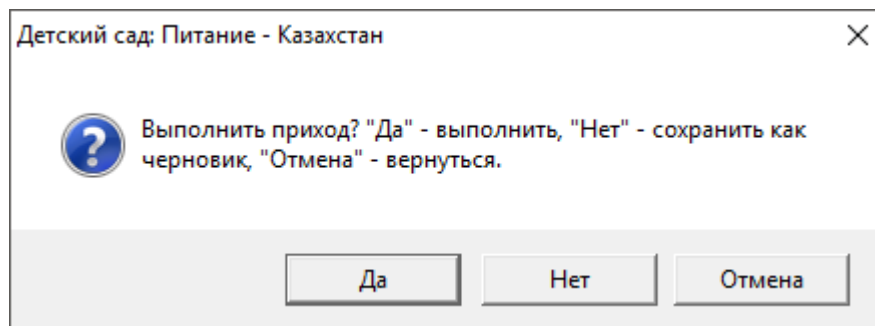 Детский сад: Питание - Казахстан
Выполнить приход? "Да" - выполнить, "Нет" - сохранить как
черновик, "Отмена" - вернуться.
Да Нет Отмена